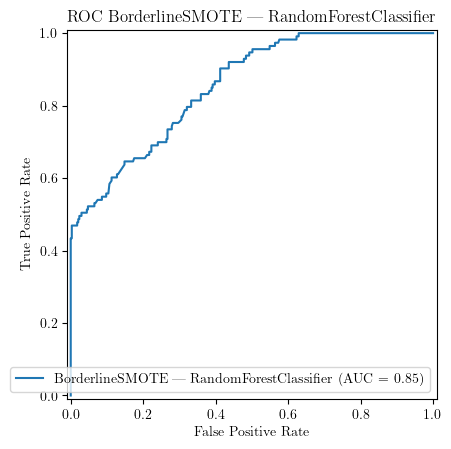 ROC BorderlineSMOTE — RandomForestClassifier
1.0
0.8
0.6
0.4
0.2
0.0
True Positive Rate
BorderlineSMOTE — RandomForestClassifier (AUC = 0.85)
0.0 0.2 0.4 0.6 0.8 1.0
False Positive Rate